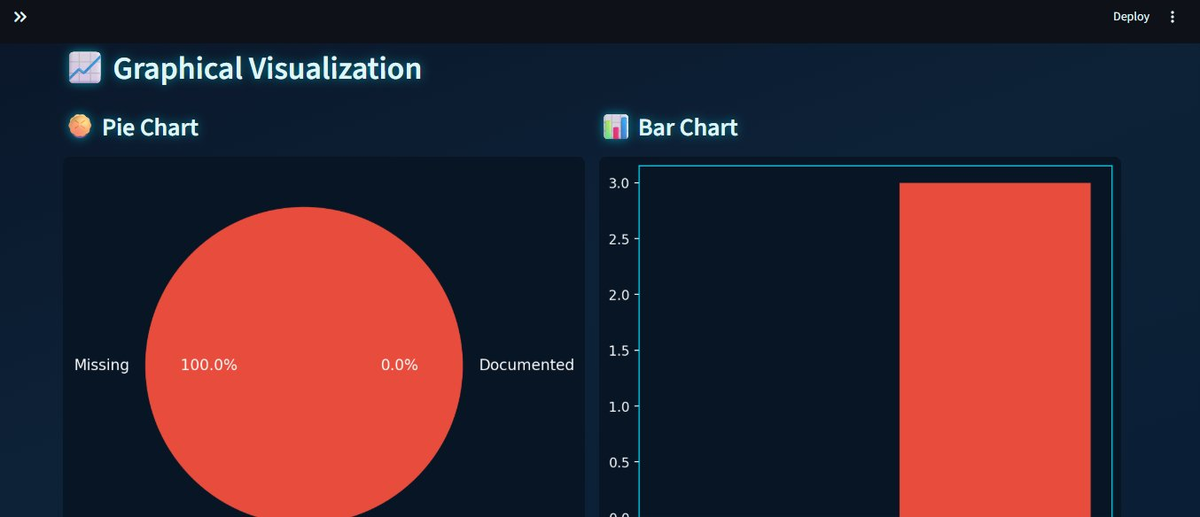 Deploy
Graphical Visualization
Pie Chart
Missing
100.0%
0.0%
Documented
Bar Chart
3.0
2.5
2.0
1.5
1.0
0.5